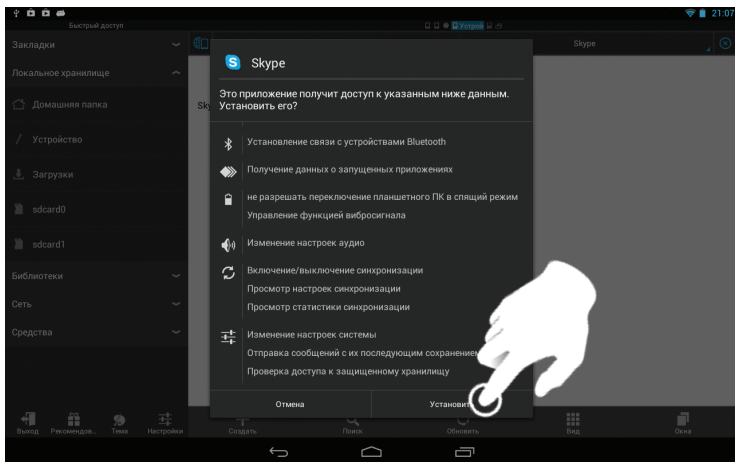 21:07
Быстрый доступ
Устрой
Закладки
Skype
Локальное хранилище
Домашняя папка
Устройство
Загрузки
sdcard0
sdcard1
Библиотеки
Сеть
Средства
Skype
Это приложение получит доступ к указанным ниже данным.
Установить его?
Установление связи с устройствами Bluetooth
Получение данных о запущенных приложениях
не разрешать переключение планшетного ПК в спящий режим
Управление функцией вибросигнала
Изменение настроек аудио
Включение/выключение синхронизации
Просмотр настроек синхронизации
Просмотр статистики синхронизации
Изменение настроек системы
Отправка сообщений с их последующим сохранением
Проверка доступа к защищенному хранилищу
Отмена
Установить
Выход
Рекомендов...
Тема
Настройки
Создать
Поиск
Обновить
Вид
Окна